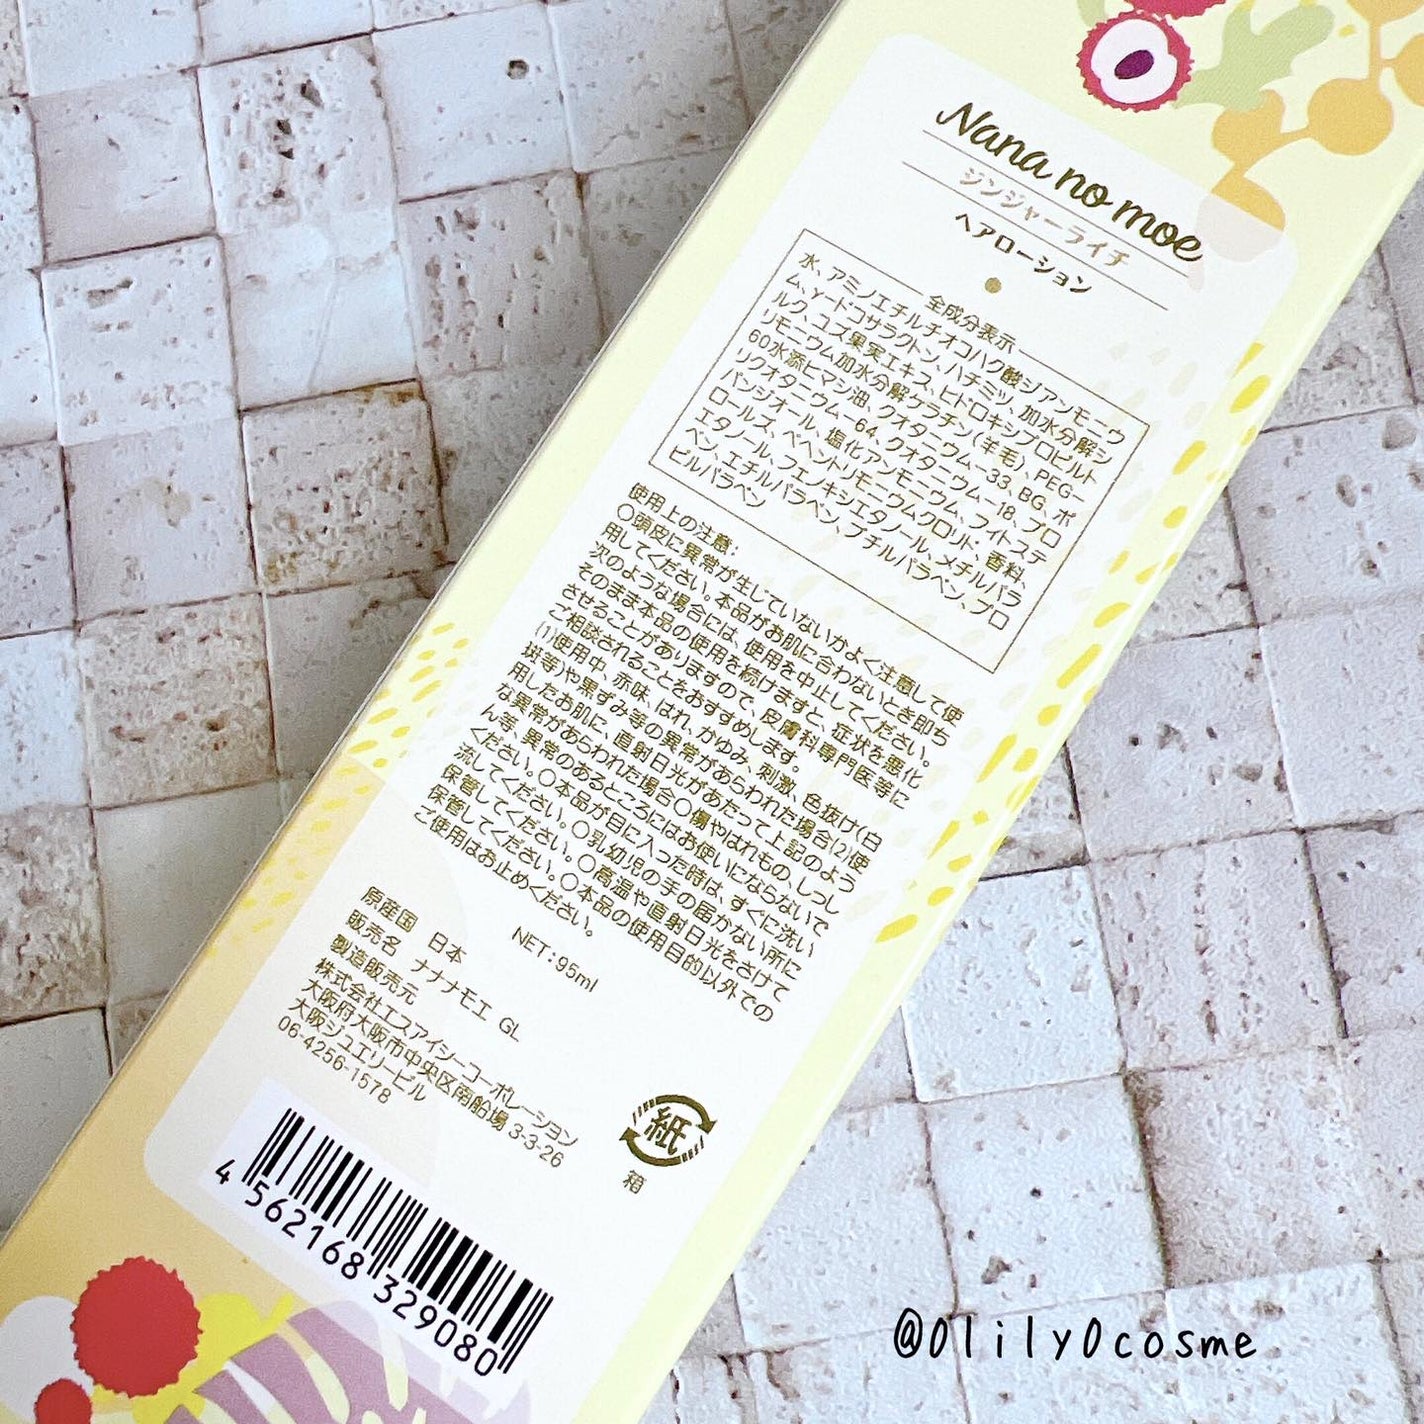 Nana no moe
ジンジャーライチ
ヘアローション
全成分表示
水、アミノエチルチオコハク酸ジアンモニウ
ム、γ-ドコサラクトン、ハチミツ、加水分解シ
ルク、ユズ果実エキス、ヒドロキシプロピルト
リモニウム加水分解ケラチン(羊毛)、PEG-
60水添ヒマシ油、クオタニウム-33、BG、ポ
リクオタニウム-64、クオタニウム-18、プロ
パンジオール、塩化アンモニウム、フィトステ
ロールズ、ベヘントリモニウムクロリド、香料、
エタノール、フェノキシエタノール、メチルパラ
ベン、エチルパラベン、ブチルパラベン、プロ
ピルパラベン
使用上の注意:
〇頭皮に異常が生じていないかよく注意して使
用してください。本品がお肌に合わないとき即ち
次のような場合には、使用を中止してください。
そのまま本品の使用を続けますと、症状を悪化
させることがありますので、皮膚科専門医等に
ご相談されることをおすすめします。
(1)使用中、赤味、はれ、かゆみ、刺激、色抜け(白
斑等)や黒ずみ等の異常があらわれた場合(2)使
用したお肌に、直射日光があたって上記のよう
な異常があらわれた場合〇傷やはれもの、しっし
ん等、異常のあるところにはお使いにならないで
ください。〇本品が目に入った時は、すぐに洗い
流してください。〇乳幼児の手の届かない所に
保管してください。〇高温や直射日光をさけて
保管してください。〇本品の使用目的以外での
ご使用はお止めください。
NET:95ml
原産国 日本
販売名 ナナモエ GL
製造販売元
株式会社エスアイシーコーポレーション
大阪府大阪市中央区南船場 3-3-26
大阪ジュエリービル
06-4256-1578
紙
箱
4 562168 329080
@0lily0cosme